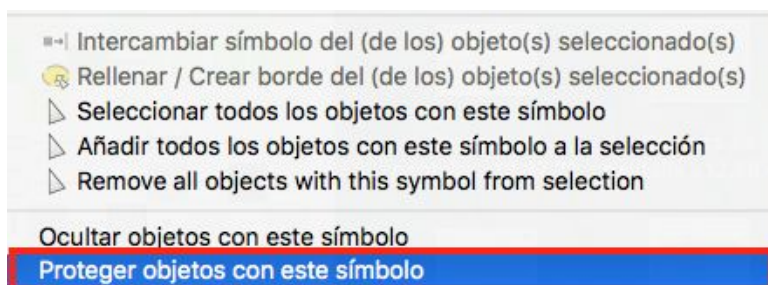 Intercambiar símbolo del (de los) objeto(s) seleccionado(s)
Rellenar / Crear borde del (de los) objeto(s) seleccionado(s)
Seleccionar todos los objetos con este símbolo
Añadir todos los objetos con este símbolo a la selección
Remove all objects with this symbol from selection
Ocultar objetos con este símbolo
Proteger objetos con este símbolo